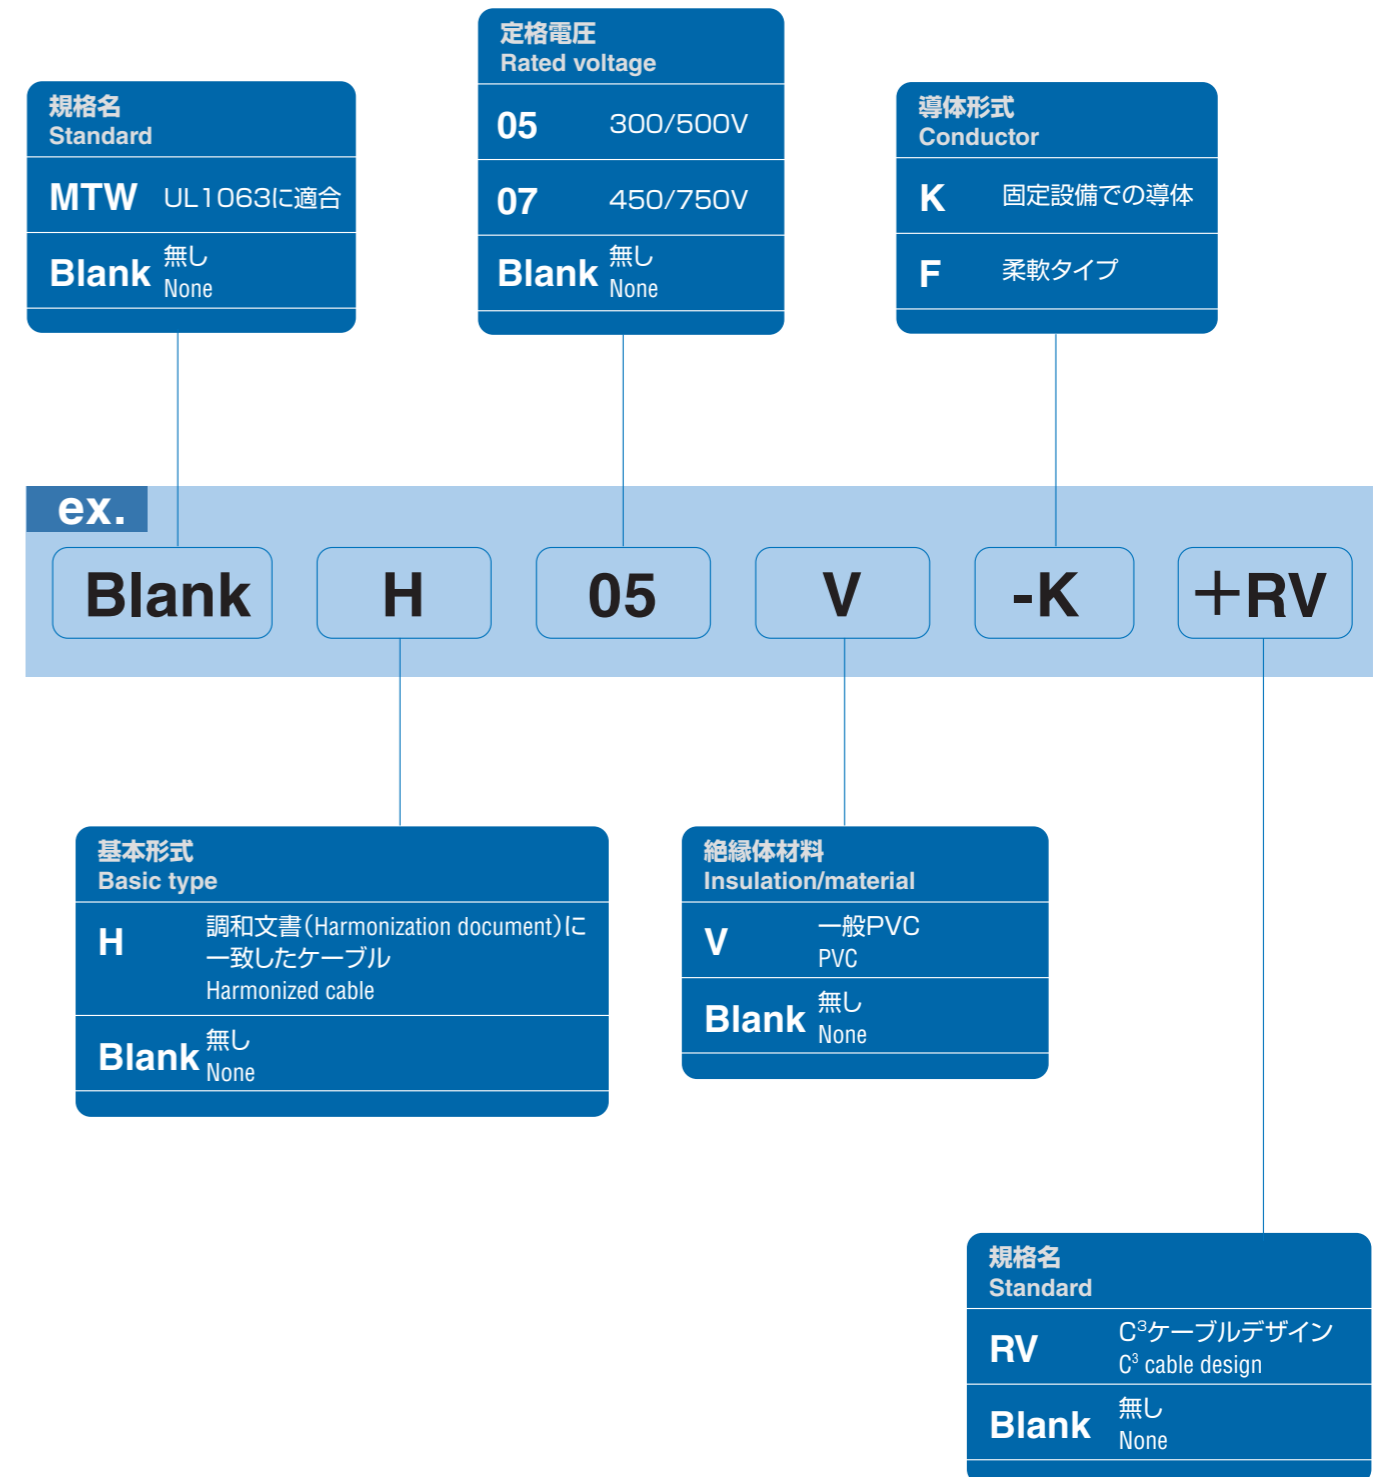 定格電圧
Rated voltage
05 300/500V
07 450/750V
Blank 無し
None
規格名
Standard
MTW UL1063に適合
Blank 無し
None
導体形式
Conductor
K 固定設備での導体
F 柔軟タイプ
ex.
Blank H 05 V -K +RV
基本形式
Basic type
H 調和文書(Harmonization document)に
一致したケーブル
Harmonized cable
Blank 無し
None
絶縁体材料
Insulation/material
V 一般PVC
PVC
Blank 無し
None
規格名
Standard
RV C³ケーブルデザイン
C³ cable design
Blank 無し
None